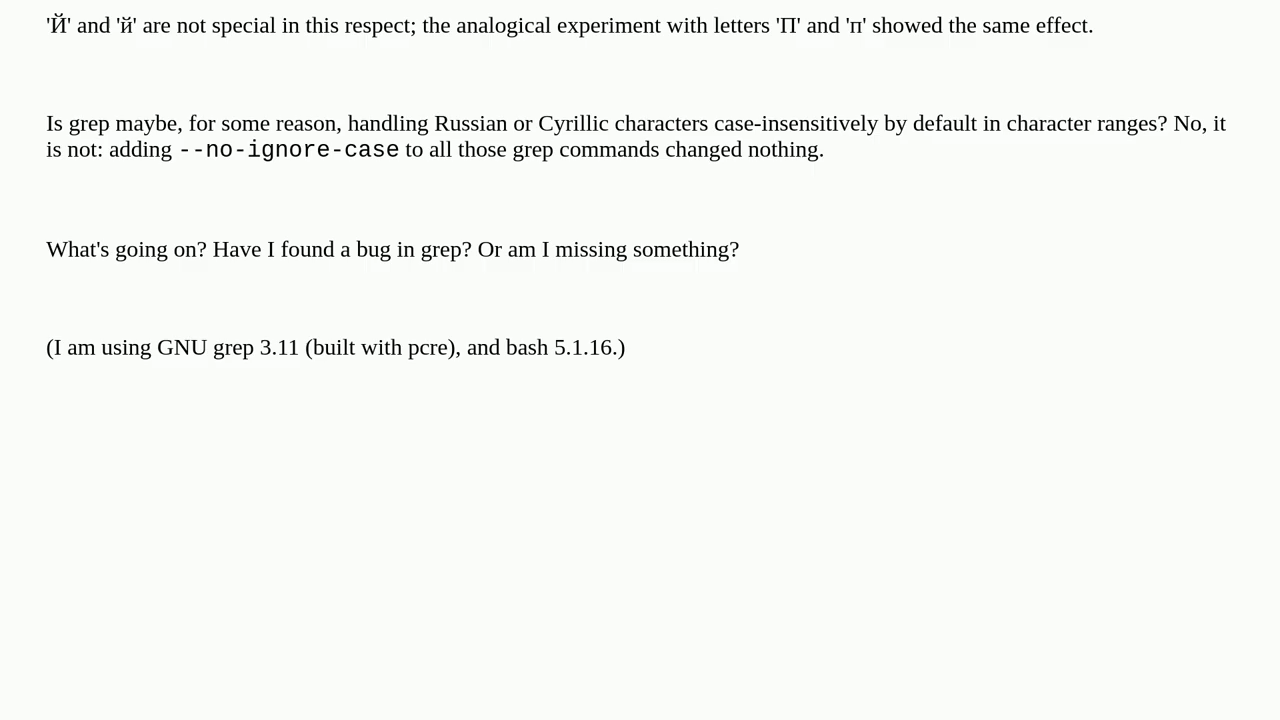 'Й' and 'й' are not special in this respect; the analogical experiment with letters 'П' and 'п' showed the same effect.
Is grep maybe, for some reason, handling Russian or Cyrillic characters case-insensitively by default in character ranges? No, it
is not: adding --no-ignore-case to all those grep commands changed nothing.
What's going on? Have I found a bug in grep? Or am I missing something?
(I am using GNU grep 3.11 (built with pcre), and bash 5.1.16.)